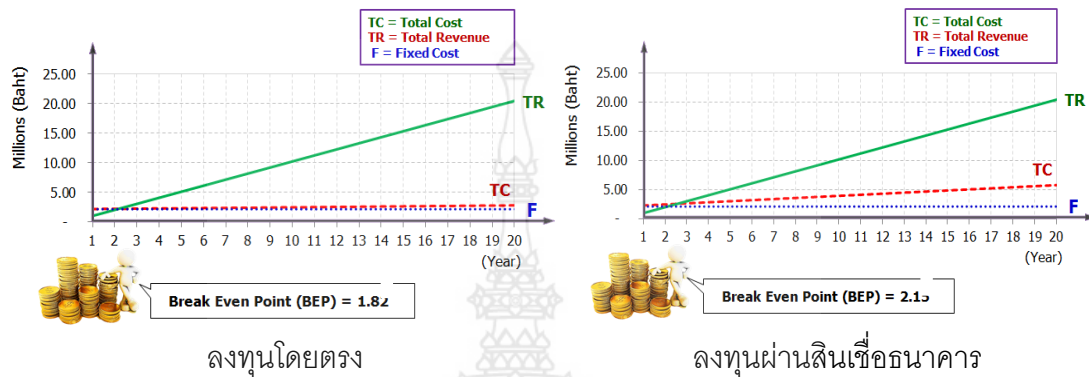 TC = Total Cost
TR = Total Revenue
F = Fixed Cost
Millions (Baht)
25.00
20.00
15.00
10.00
5.00
-
TR
TC
F
1 2 3 4 5 6 7 8 9 10 11 12 13 14 15 16 17 18 19 20
(Year)
Break Even Point (BEP) = 1.82
ลงทุนโดยตรง
TC = Total Cost
TR = Total Revenue
F = Fixed Cost
Millions (Baht)
25.00
20.00
15.00
10.00
5.00
-
TR
TC
F
1 2 3 4 5 6 7 8 9 10 11 12 13 14 15 16 17 18 19 20
(Year)
Break Even Point (BEP) = 2.15
ลงทุนผ่านสินเชื่อธนาคาร